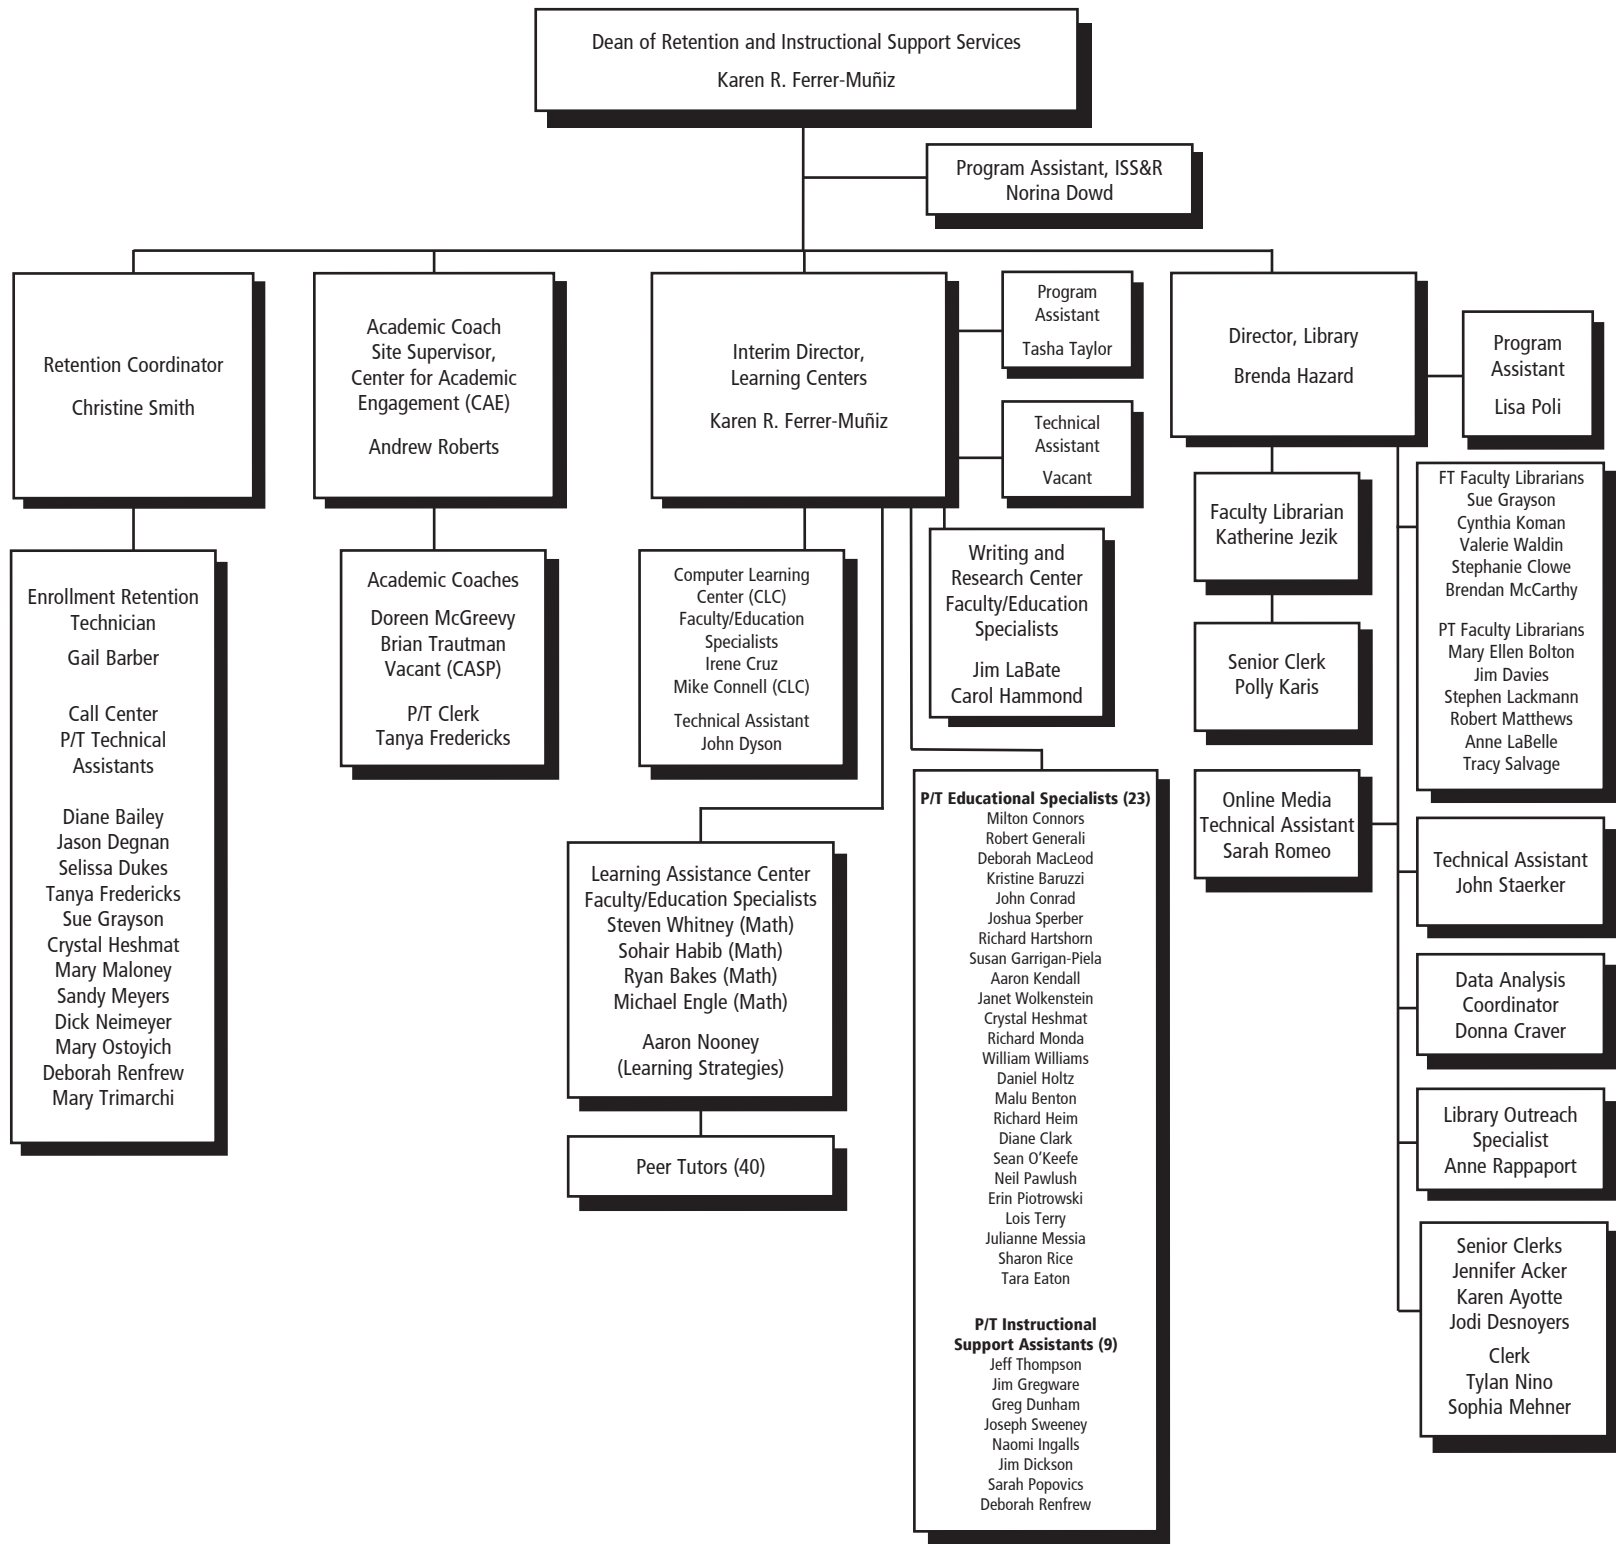 Dean of Retention and Instructional Support Services
Karen R. Ferrer-Muñiz
Program Assistant, ISS&R
Norina Dowd
Retention Coordinator
Christine Smith
Academic Coach
Site Supervisor,
Center for Academic
Engagement (CAE)
Andrew Roberts
Interim Director,
Learning Centers
Karen R. Ferrer-Muñiz
Program
Assistant
Tasha Taylor
Technical
Assistant
Vacant
Director, Library
Brenda Hazard
Program
Assistant
Lisa Poli
Enrollment Retention
Technician
Gail Barber
Call Center
P/T Technical
Assistants
Diane Bailey
Jason Degnan
Selissa Dukes
Tanya Fredericks
Sue Grayson
Crystal Heshmat
Mary Maloney
Sandy Meyers
Dick Neimeyer
Mary Ostoyich
Deborah Renfrew
Mary Trimarchi
Academic Coaches
Doreen McGreevy
Brian Trautman
Vacant (CASP)
P/T Clerk
Tanya Fredericks
Computer Learning
Center (CLC)
Faculty/Education
Specialists
Irene Cruz
Mike Connell (CLC)
Technical Assistant
John Dyson
Writing and
Research Center
Faculty/Education
Specialists
Jim LaBate
Carol Hammond
Learning Assistance Center
Faculty/Education Specialists
Steven Whitney (Math)
Sohair Habib (Math)
Ryan Bakes (Math)
Michael Engle (Math)
Aaron Nooney
(Learning Strategies)
Peer Tutors (40)
P/T Educational Specialists (23)
Milton Connors
Robert Generali
Deborah MacLeod
Kristine Baruzzi
John Conrad
Joshua Sperber
Richard Hartshorn
Susan Garrigan-Piela
Aaron Kendall
Janet Wolkenstein
Crystal Heshmat
Richard Monda
William Williams
Daniel Holtz
Malu Benton
Richard Heim
Diane Clark
Sean O'Keefe
Neil Pawlush
Erin Piotrowski
Lois Terry
Julianne Messia
Sharon Rice
Tara Eaton
P/T Instructional
Support Assistants (9)
Jeff Thompson
Jim Gregware
Greg Dunham
Joseph Sweeney
Naomi Ingalls
Jim Dickson
Sarah Popovics
Deborah Renfrew
Faculty Librarian
Katherine Jezik
Senior Clerk
Polly Karis
Online Media
Technical Assistant
Sarah Romeo
FT Faculty Librarians
Sue Grayson
Cynthia Koman
Valerie Waldin
Stephanie Clowe
Brendan McCarthy
PT Faculty Librarians
Mary Ellen Bolton
Jim Davies
Stephen Lackmann
Robert Matthews
Anne LaBelle
Tracy Salvage
Technical Assistant
John Staerker
Data Analysis
Coordinator
Donna Craver
Library Outreach
Specialist
Anne Rappaport
Senior Clerks
Jennifer Acker
Karen Ayotte
Jodi Desnoyers
Clerk
Tylan Nino
Sophia Mehner